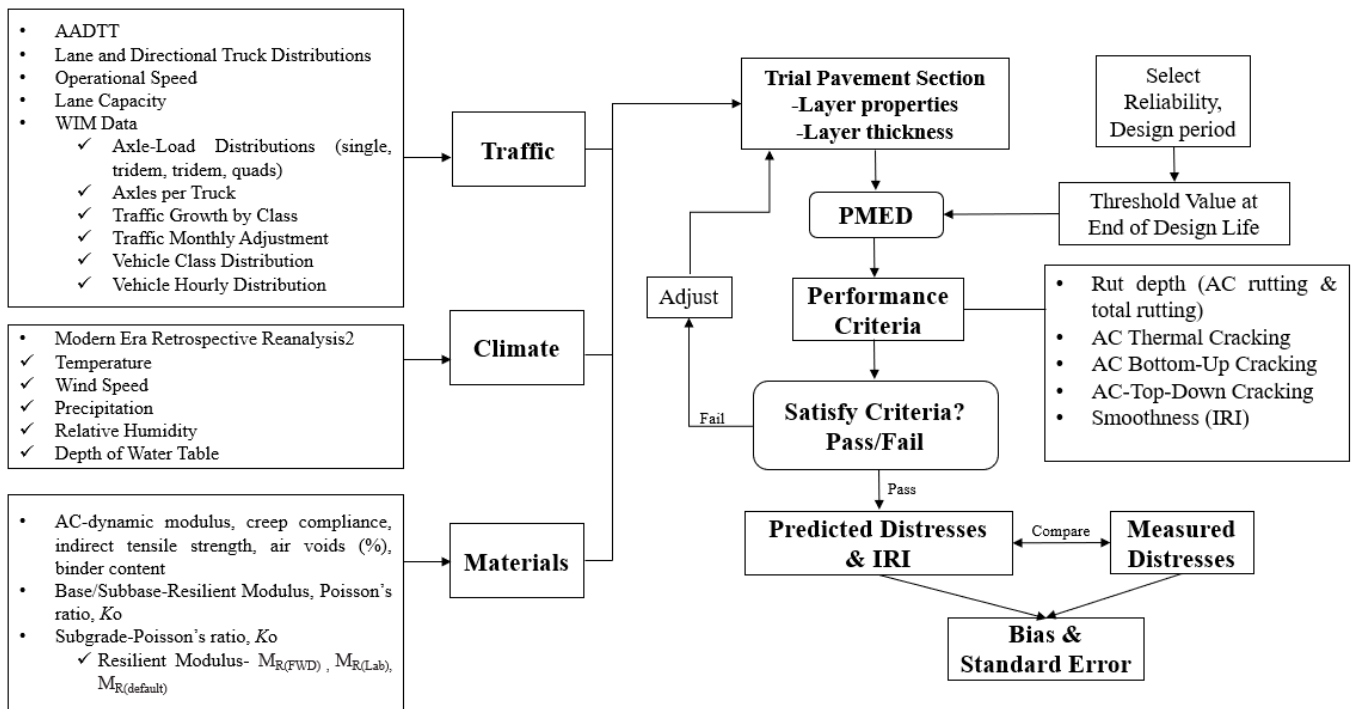 • AADTT
• Lane and Directional Truck Distributions
• Operational Speed
• Lane Capacity
• WIM Data
✓ Axle-Load Distributions (single,
tridem, tridem, quads)
✓ Axles per Truck
✓ Traffic Growth by Class
✓ Traffic Monthly Adjustment
✓ Vehicle Class Distribution
✓ Vehicle Hourly Distribution
Traffic
• Modern Era Retrospective Reanalysis2
✓ Temperature
✓ Wind Speed
✓ Precipitation
✓ Relative Humidity
✓ Depth of Water Table
Climate
• AC-dynamic modulus, creep compliance,
indirect tensile strength, air voids (%),
binder content
• Base/Subbase-Resilient Modulus, Poisson’s
ratio, Ko
• Subgrade-Poisson’s ratio, Ko
✓ Resilient Modulus- MR(FWD) , MR(Lab),
MR(default)
Materials
Trial Pavement Section
-Layer properties
-Layer thickness
Select
Reliability,
Design period
PMED
Threshold Value at
End of Design Life
Adjust
Performance
Criteria
• Rut depth (AC rutting &
total rutting)
• AC Thermal Cracking
• AC Bottom-Up Cracking
• AC-Top-Down Cracking
• Smoothness (IRI)
Satisfy Criteria?
Pass/Fail
Fail
Pass
Predicted Distresses
& IRI
Compare
Measured
Distresses
Bias &
Standard Error